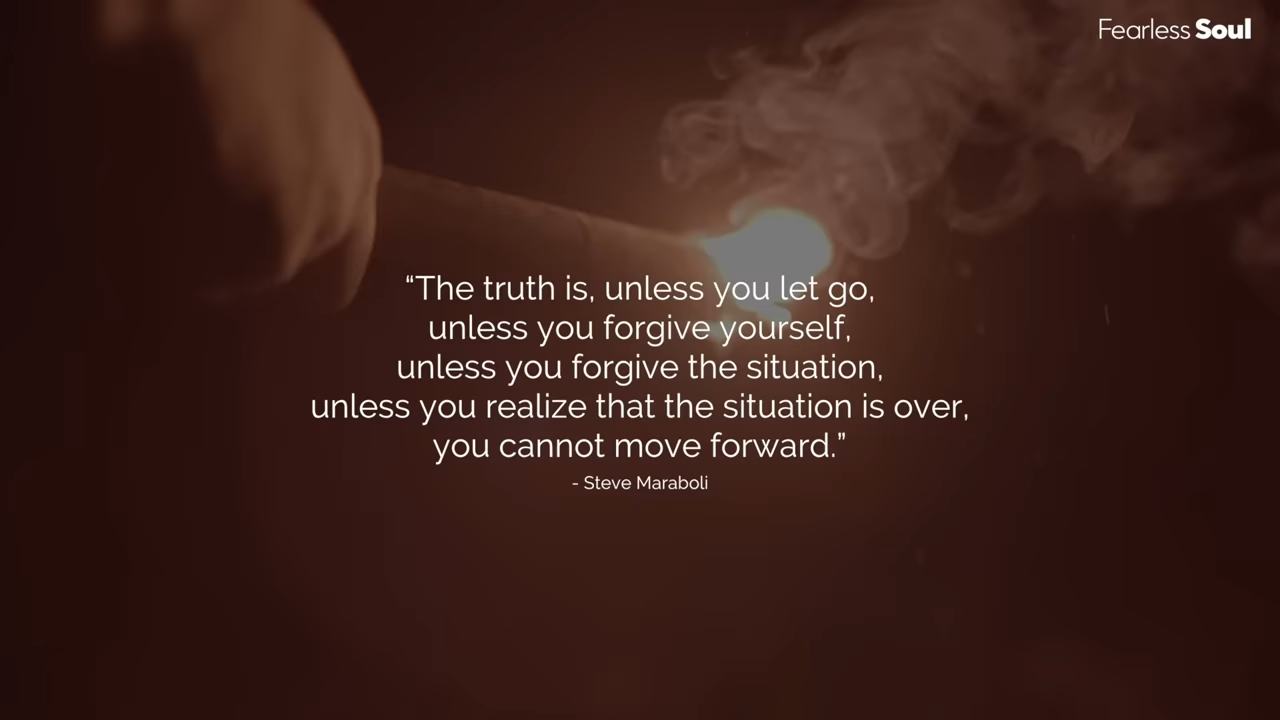 Fearless Soul
“The truth is, unless you let go,
unless you forgive yourself,
unless you forgive the situation,
unless you realize that the situation is over,
you cannot move forward.”
- Steve Maraboli